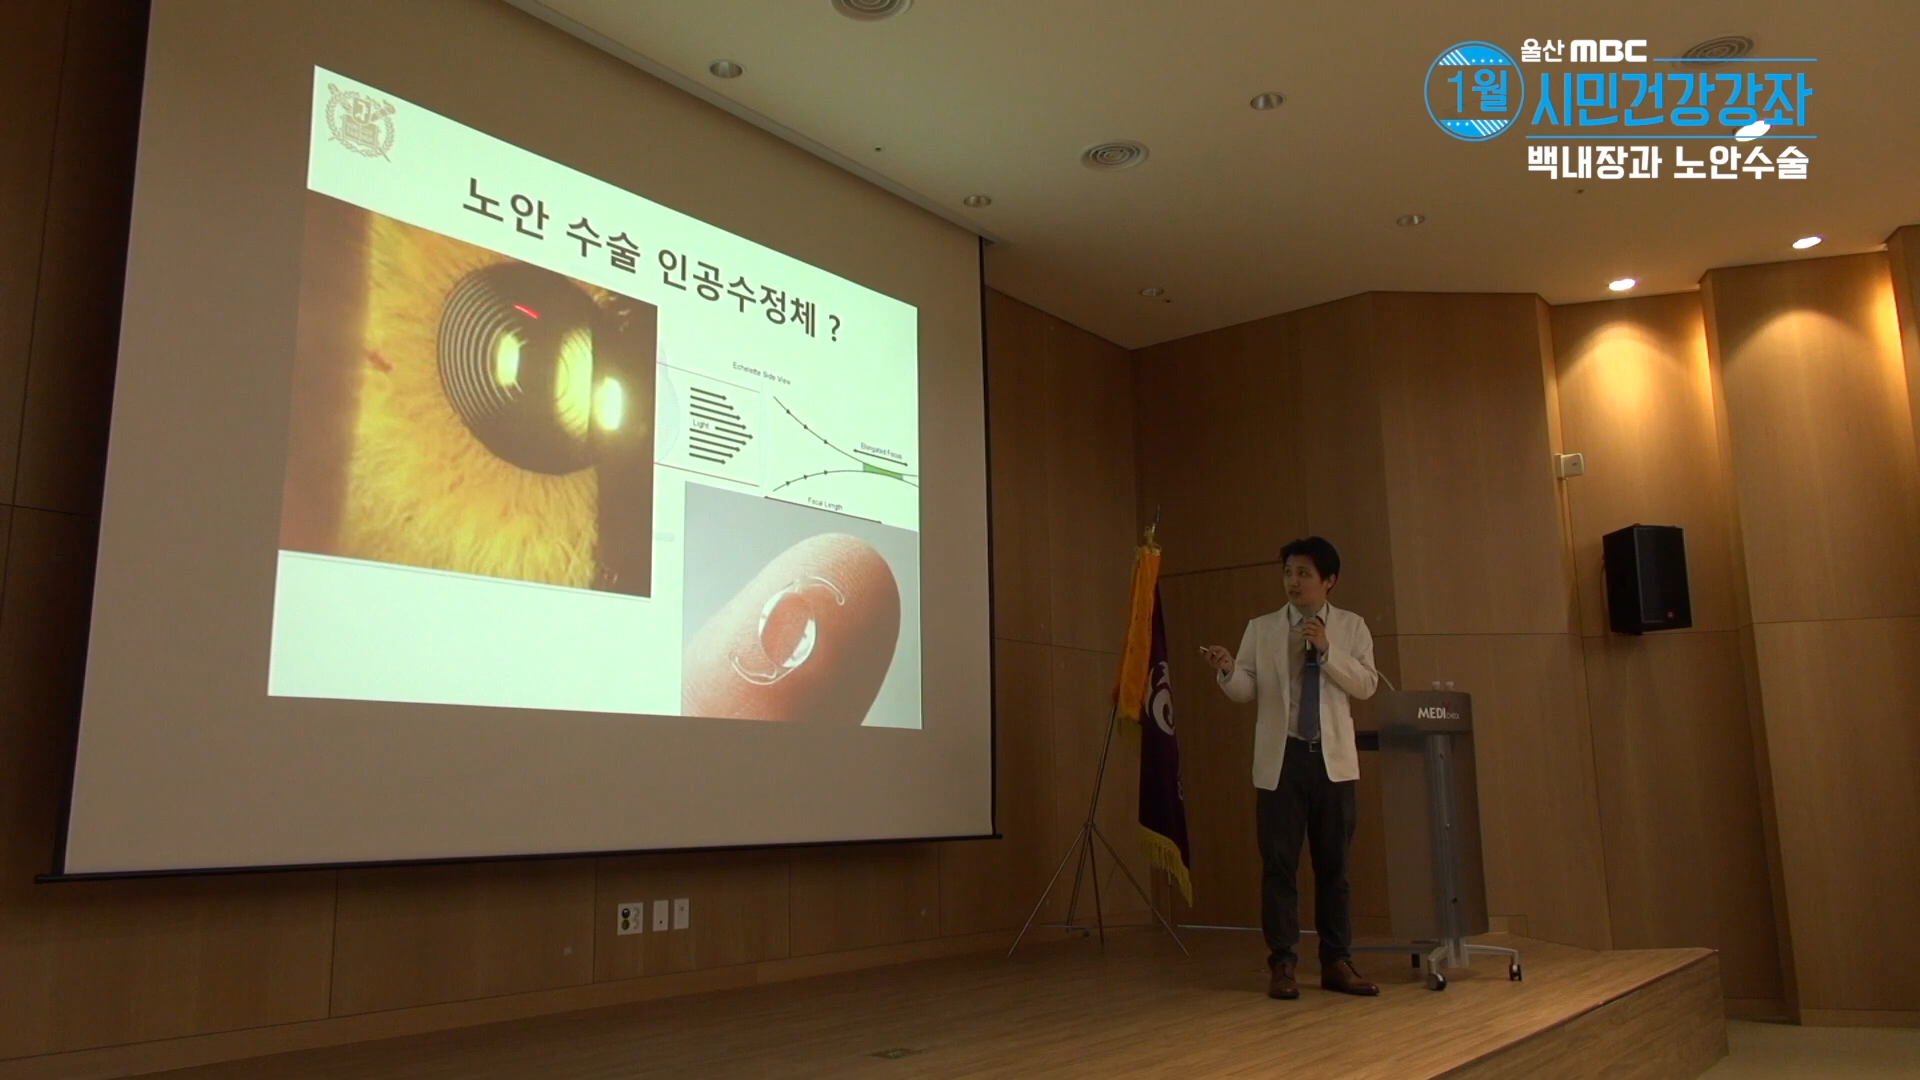 울산 MBC
1월
시민건강강좌
백내장과 노안수술
노안 수술 인공수정체 ?
Echelette Side View
Light
Elongated Focus
Focal Length
MEDI